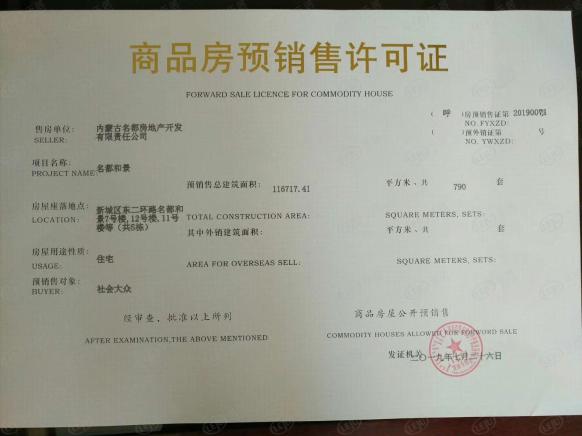 商品房预销售许可证
FORWARD SALE LICENCE FOR COMMODITY HOUSE
（ 呼 ）房预销售证第 号
NO. FYXZD:
（ ）预外销证第 号
NO. YWXZD:
售房单位: 内蒙古名都房地产开发
SELLER: 有限责任公司
项目名称: 名都和景
PROJECT NAME:
预销售总建筑面积: 116717.41 平方米、共 790 套
房屋座落地点: 新城区东二环路名都和
LOCATION: 景7号楼,12号楼,11号
楼等（共5栋）
TOTAL CONSTRUCTION AREA: SQUARE METERS, SETS:
其中外销建筑面积: 平方米、共 套
房屋用途性质: 住宅
USAGE:
AREA FOR OVERSEAS SELL: SQUARE METERS, SETS:
预销售对象: 社会大众
BUYER:
经审查、批准以上所列 商品房屋公开预销售
AFTER EXAMINATION,THE ABOVE MENTIONED COMMODITY HOUSES ALLOWED FOR FORWORD SALE
发证机关
二〇一九年七月二十六日